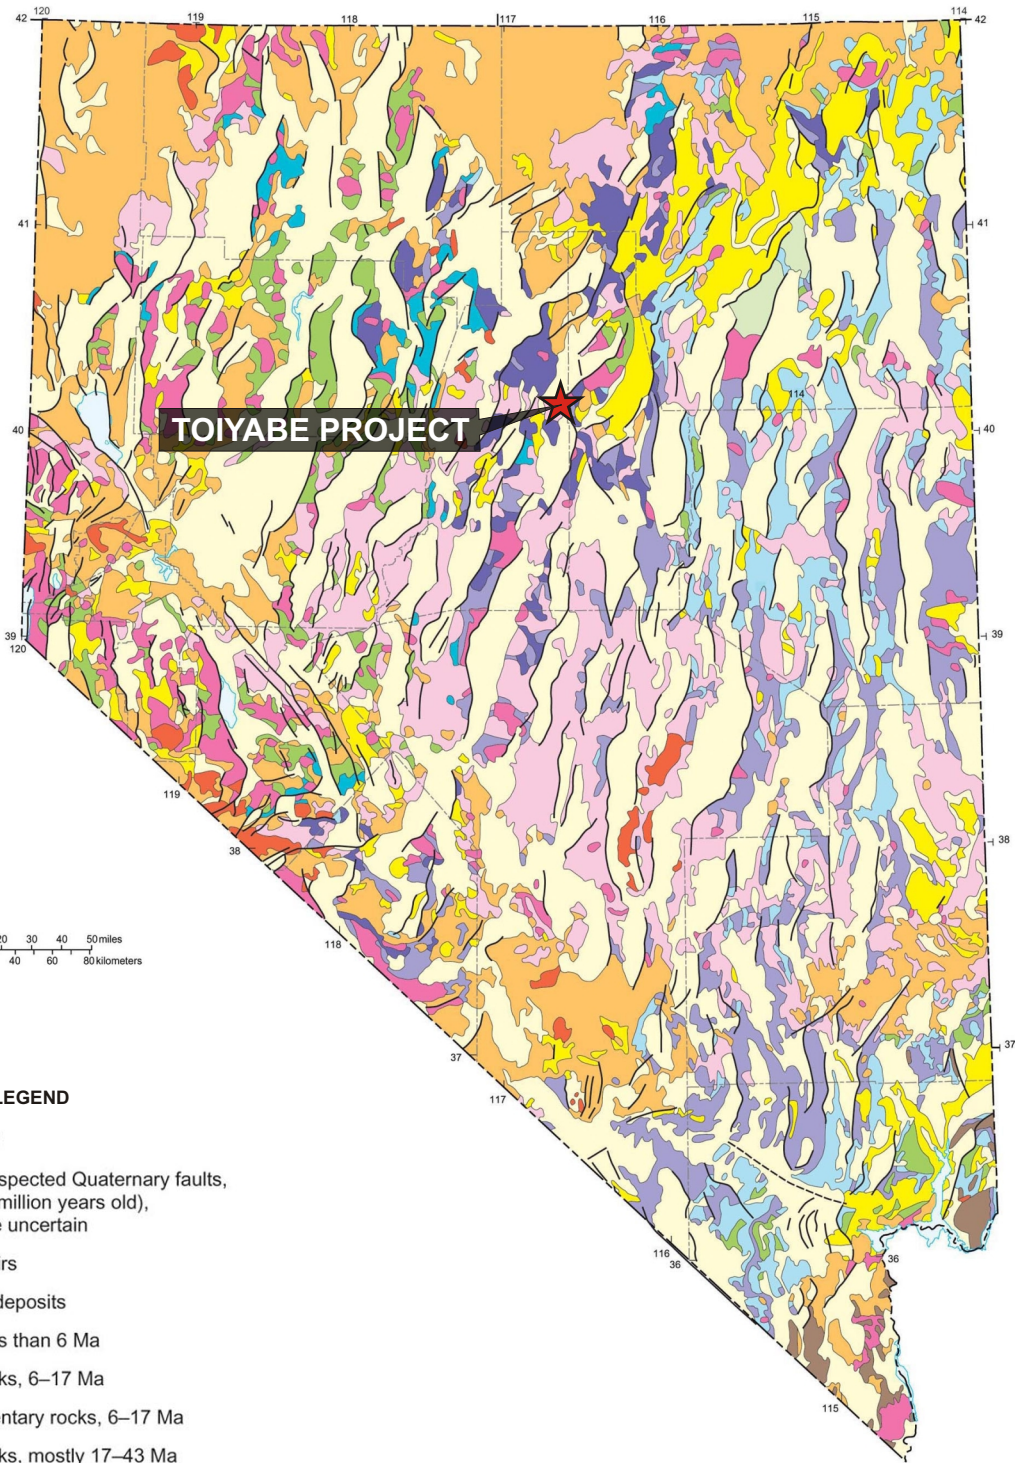 42
120
119
118
117
116
115
114
42
41
41
TOIYABE PROJECT
114
40
40
39
120
39
119
38
38
118
20 30 40 50 miles
40 60 80 kilometers
37
37
117
LEGEND
spected Quaternary faults,
million years old),
e uncertain
116
36
36
irs
deposits
s than 6 Ma
ks, 6–17 Ma
entary rocks, 6–17 Ma
115
ks, mostly 17–43 Ma